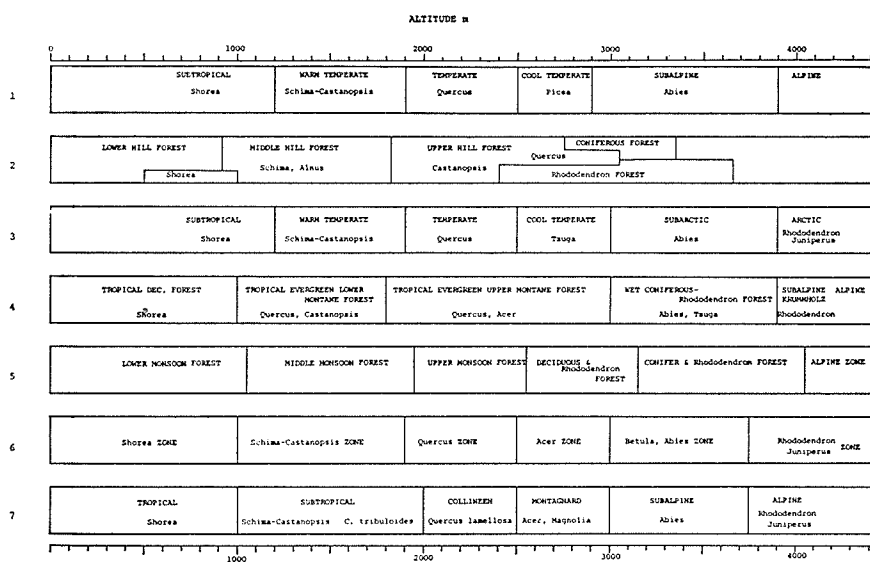 ALTITUDE m
0 1000 2000 3000 4000
1
SUBTROPICAL WARM TEMPERATE TEMPERATE COOL TEMPERATE SUBALPINE ALPINE
Shorea Schima-Castanopsis Quercus Picea Abies
2
CONIFEROUS FOREST
LOWER HILL FOREST MIDDLE HILL FOREST UPPER HILL FOREST
Quercus
Schima, Alnus Castanopsis
Shorea Rhododendron FOREST
3
SUBTROPICAL WARM TEMPERATE TEMPERATE COOL TEMPERATE SUBARCTIC ARCTIC
Shorea Schima-Castanopsis Quercus Tsuga Abies Rhododendron
Juniperus
4
TROPICAL DEC. FOREST TROPICAL EVERGREEN LOWER TROPICAL EVERGREEN UPPER MONTANE FOREST WET CONIFEROUS- SUBALPINE ALPINE
MONTANE FOREST Rhododendron FOREST KRUMMHOLZ
Shorea Quercus, Castanopsis Quercus, Acer Abies, Tsuga Rhododendron
5
LOWER MONSOON FOREST MIDDLE MONSOON FOREST UPPER MONSOON FOREST DECIDUOUS & CONIFER & Rhododendrom FOREST ALPINE ZONE
Rhododendron
FOREST
6
Shorea ZONE Schima-Castanopsis ZONE Quercus ZONE Acer ZONE Betula, Abies ZONE Rhododendron ZONE
Juniperus
7
TROPICAL SUBTROPICAL COLLINEEN MONTAGNARD SUBALPINE ALPINE
Rhododendron
Shorea Schima-Castanopsis C. tribuloides Quercus lamellosa Acer, Magnolia Abies Juniperus
1000 2000 3000 4000